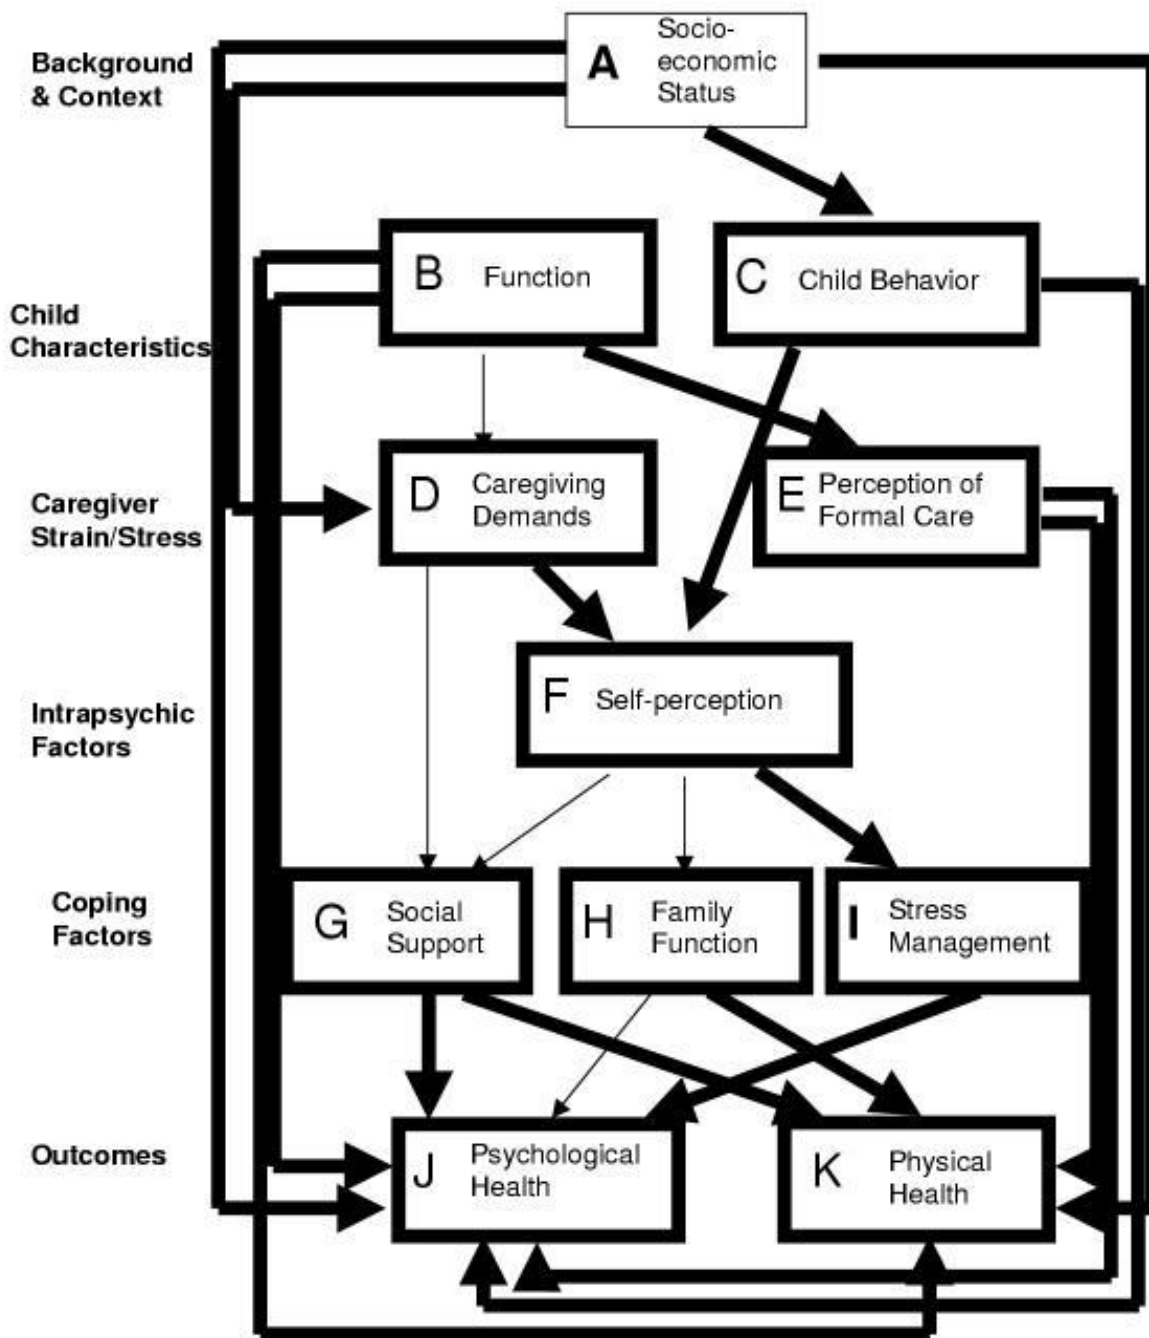 Background
& Context
A
Socio-
economic
Status
B
Function
C
Child Behavior
Child
Characteristics
Caregiver
Strain/Stress
D
Caregiving
Demands
E
Perception of
Formal Care
Intrapsychic
Factors
F
Self-perception
Coping
Factors
G
Social
Support
H
Family
Function
I
Stress
Management
Outcomes
J
Psychological
Health
K
Physical
Health